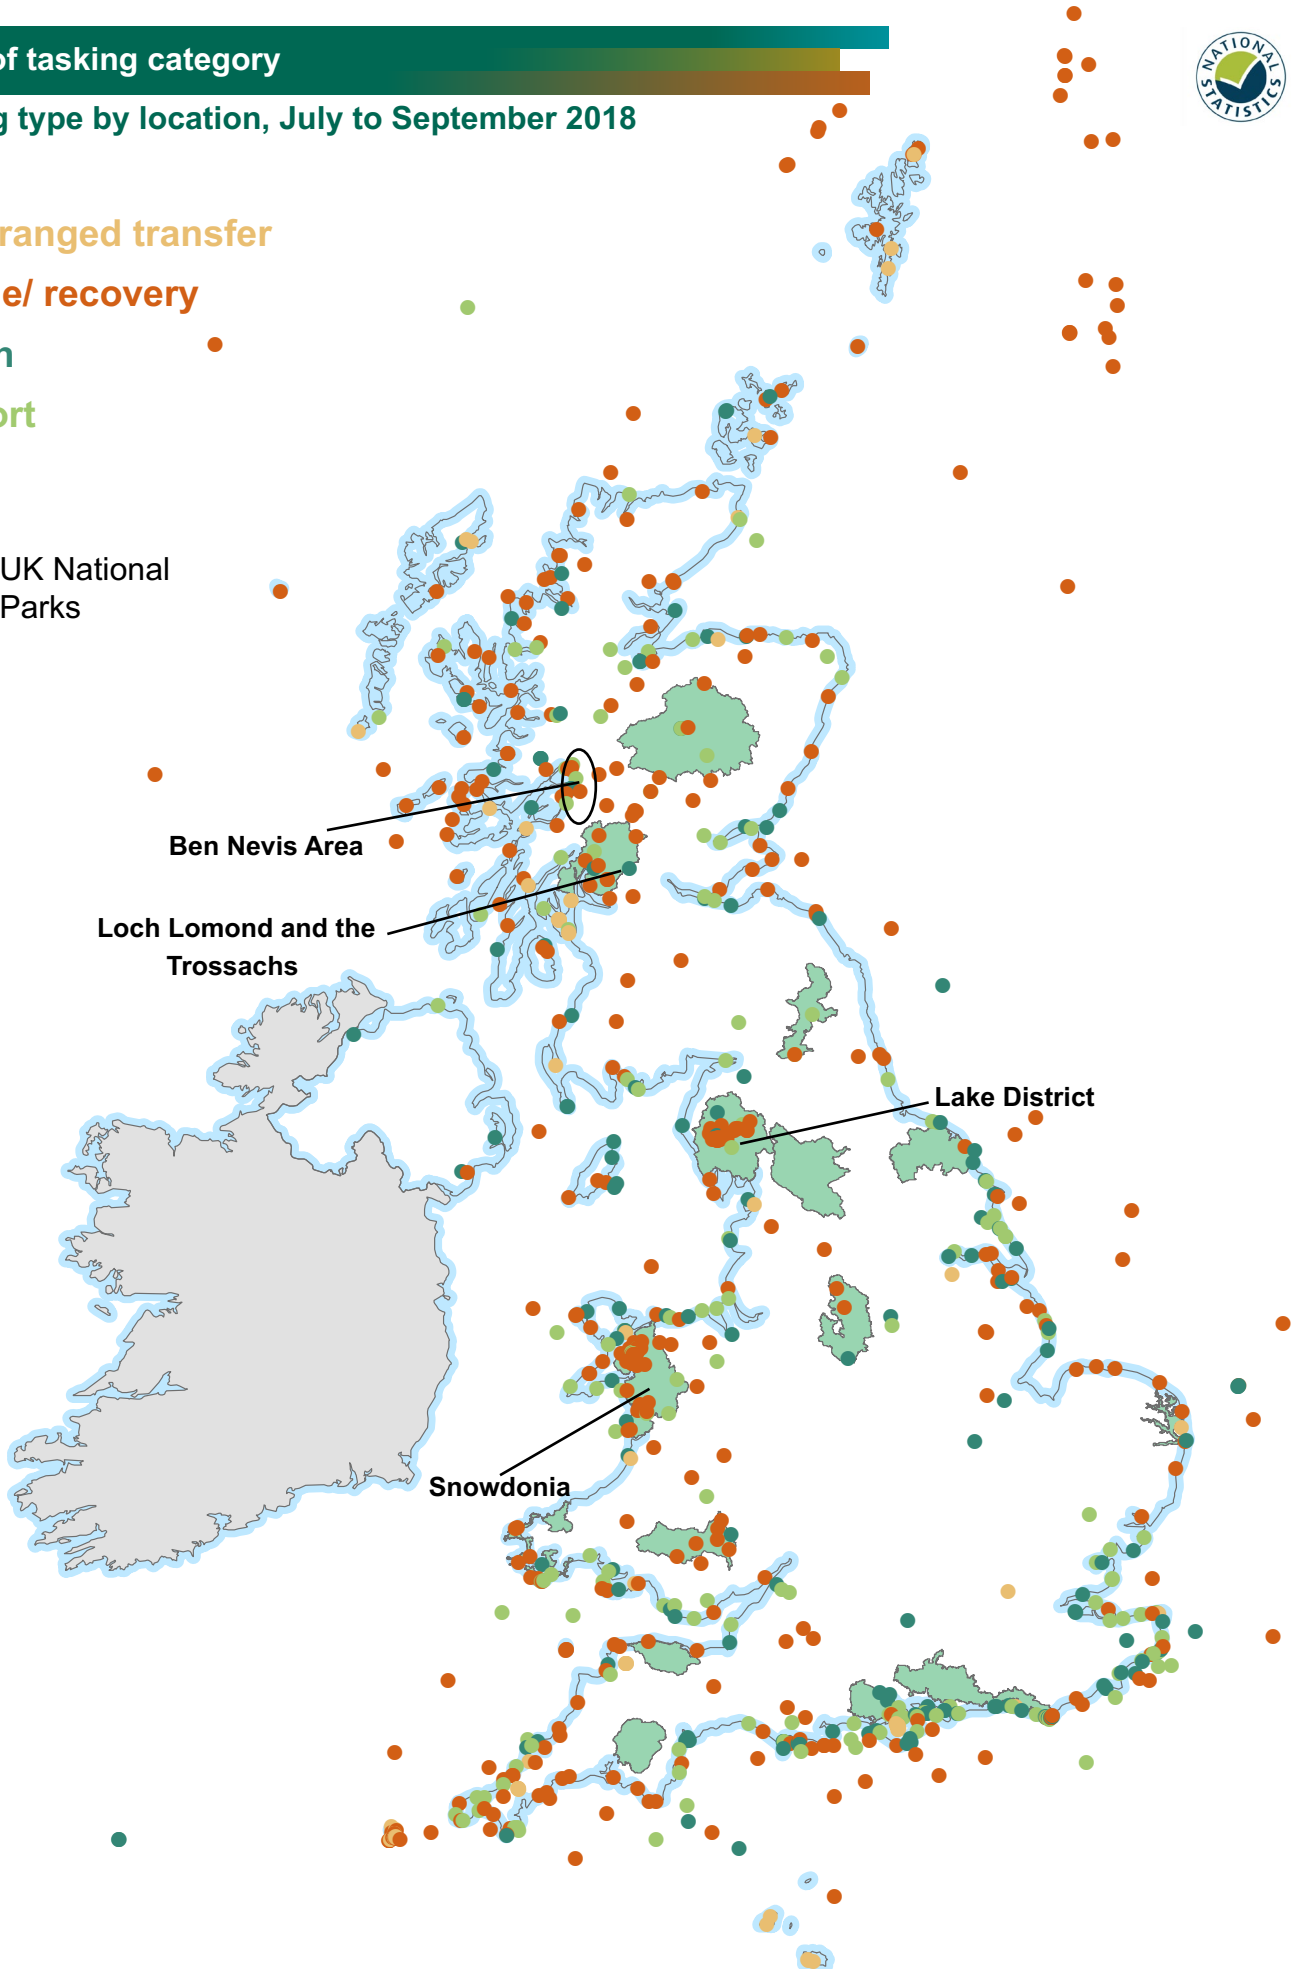 of tasking category
g type by location, July to September 2018
NATIONAL
STATISTICS
ranged transfer
e/ recovery
n
ort
UK National
Parks
Ben Nevis Area
Loch Lomond and the
Trossachs
Lake District
Snowdonia